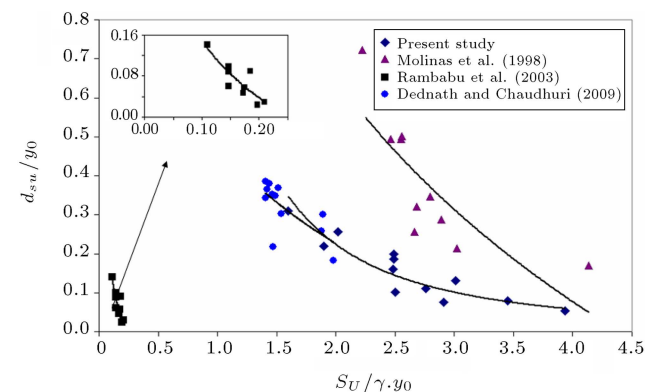 0.8
0.7
0.6
0.5
0.4
0.3
0.2
0.1
0.0
d_{su}/y_0
0.16
0.08
0.00
0.00 0.10 0.20
Present study
Molinas et al. (1998)
Rambabu et al. (2003)
Dednath and Chaudhuri (2009)
0 0.5 1.0 1.5 2.0 2.5 3.0 3.5 4.0 4.5
S_U/γ.y_0